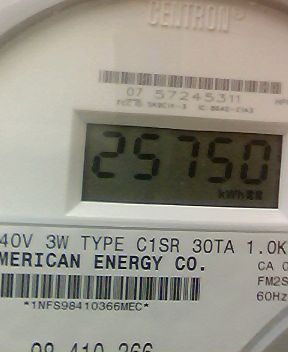 CENTRON®
07 57245311
25750
kWh
40V 3W TYPE C1SR 30TA 1.0K
MERICAN ENERGY CO.
CA 0
FM2S
60Hz
*1NFS98410366MEC*
98 410 366